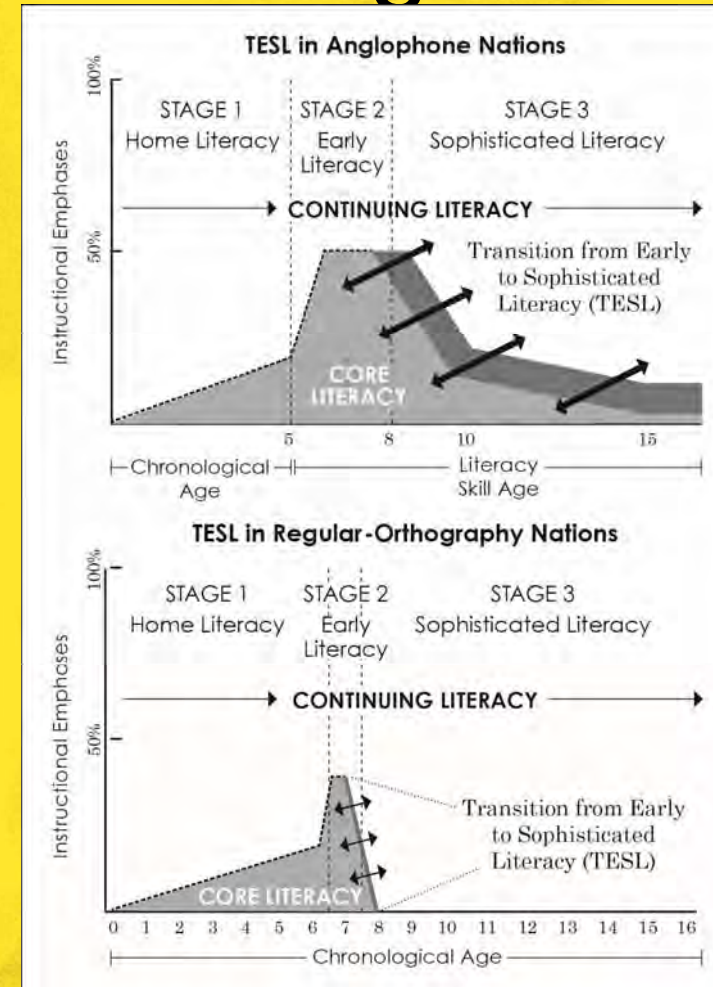 TESL in Anglophone Nations
100%
STAGE 1
Home Literacy
STAGE 2
Early
Literacy
STAGE 3
Sophisticated Literacy
CONTINUING LITERACY
50%
Instructional Emphases
Transition from Early
to Sophisticated
Literacy (TESL)
CORE
LITERACY
5 8 10 15
Chronological
Age
Literacy
Skill Age
TESL in Regular-Orthography Nations
100%
STAGE 1
Home Literacy
STAGE 2
Early
Literacy
STAGE 3
Sophisticated Literacy
CONTINUING LITERACY
50%
Instructional Emphases
Transition from Early
to Sophisticated
Literacy (TESL)
CORE LITERACY
0 1 2 3 4 5 6 7 8 9 10 11 12 13 14 15 16
Chronological Age